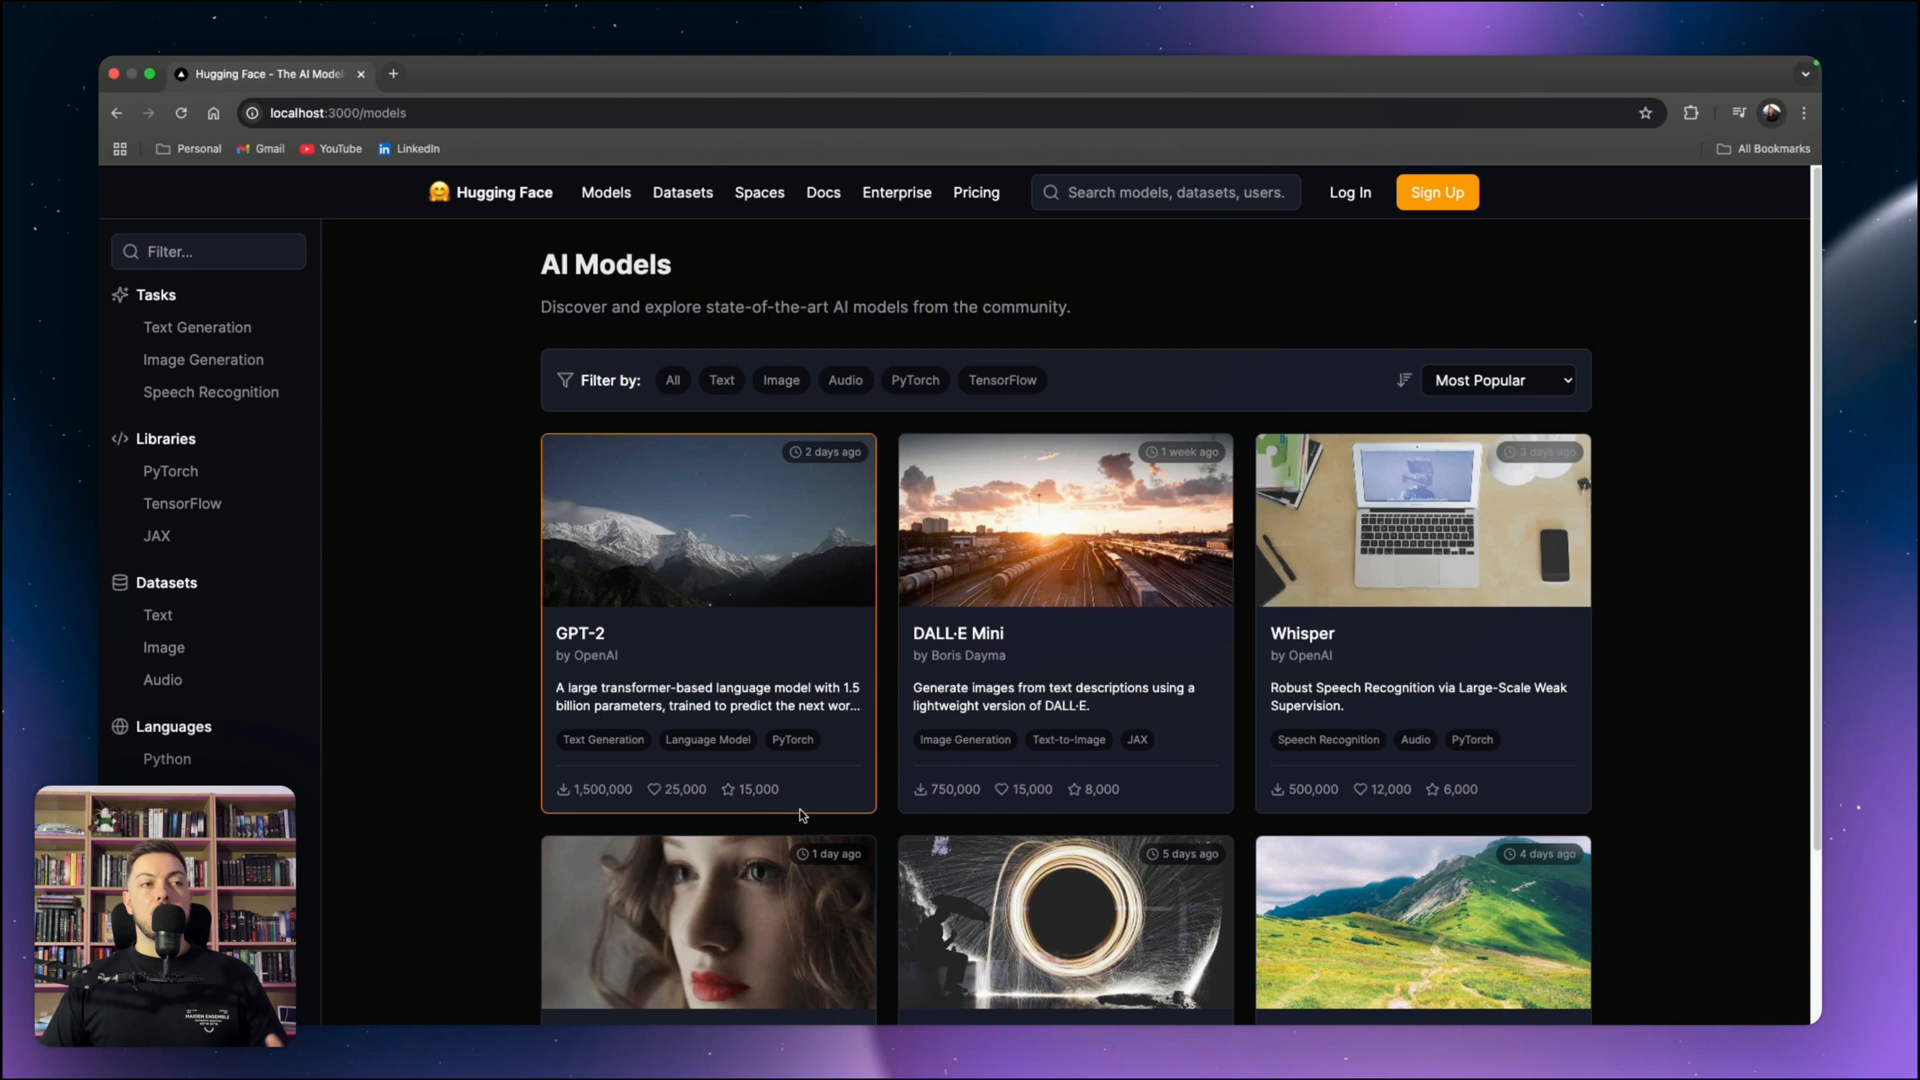 Hugging Face - The AI Model
localhost:3000/models
Personal
Gmail
YouTube
LinkedIn
All Bookmarks
Hugging Face
Models
Datasets
Spaces
Docs
Enterprise
Pricing
Search models, datasets, users.
Log In
Sign Up
Filter...
Tasks
Text Generation
Image Generation
Speech Recognition
Libraries
PyTorch
TensorFlow
JAX
Datasets
Text
Image
Audio
Languages
Python
AI Models
Discover and explore state-of-the-art AI models from the community.
Filter by:
All
Text
Image
Audio
PyTorch
TensorFlow
Most Popular
2 days ago
GPT-2
by OpenAI
A large transformer-based language model with 1.5
billion parameters, trained to predict the next wor...
Text Generation
Language Model
PyTorch
1,500,000
25,000
15,000
1 week ago
DALL·E Mini
by Boris Dayma
Generate images from text descriptions using a
lightweight version of DALL·E.
Image Generation
Text-to-Image
JAX
750,000
15,000
8,000
3 days ago
Whisper
by OpenAI
Robust Speech Recognition via Large-Scale Weak
Supervision.
Speech Recognition
Audio
PyTorch
500,000
12,000
6,000
1 day ago
5 days ago
4 days ago
MAIDEN ENSEMBLE